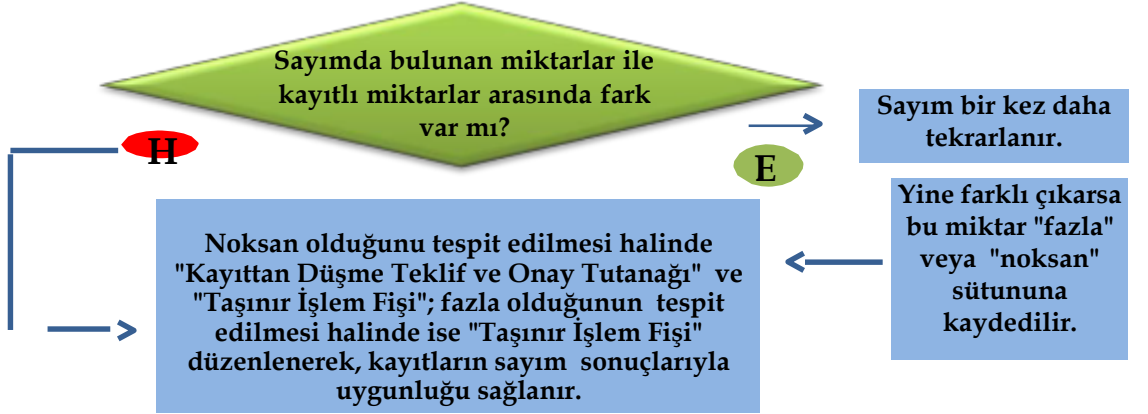 Sayımda bulunan miktarlar ile
kayıtlı miktarlar arasında fark
var mı?
H
E
Sayım bir kez daha
tekrarlanır.
Yine farklı çıkarsa
bu miktar "fazla"
veya "noksan"
sütununa
kaydedilir.
Noksan olduğunu tespit edilmesi halinde
"Kayıttan Düşme Teklif ve Onay Tutanağı" ve
"Taşınır İşlem Fişi"; fazla olduğunun tespit
edilmesi halinde ise "Taşınır İşlem Fişi"
düzenlenerek, kayıtların sayım sonuçlarıyla
uygunluğu sağlanır.